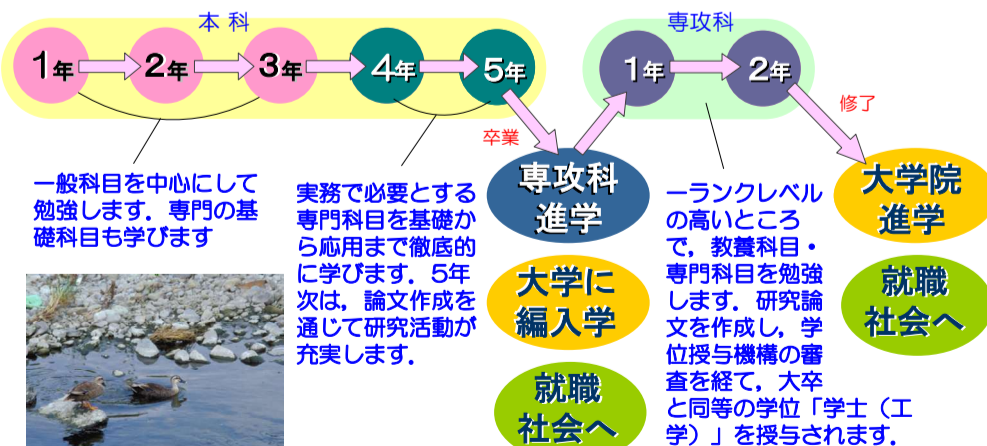 本 科
専攻科
1年
2年
3年
4年
5年
1年
2年
卒業
修了
一般科目を中心にして
勉強します．専門の基
礎科目も学びます
実務で必要とする
専門科目を基礎か
ら応用まで徹底的
に学びます．5年
次は，論文作成を
通じて研究活動が
充実します．
専攻科
進学
大学に
編入学
就職
社会へ
一ランクレベル
の高いところ
で，教養科目・
専門科目を勉強
します．研究論
文を作成し，学
位授与機構の審
査を経て，大卒
と同等の学位「学士（工
学）」を授与されます．
大学院
進学
就職
社会へ